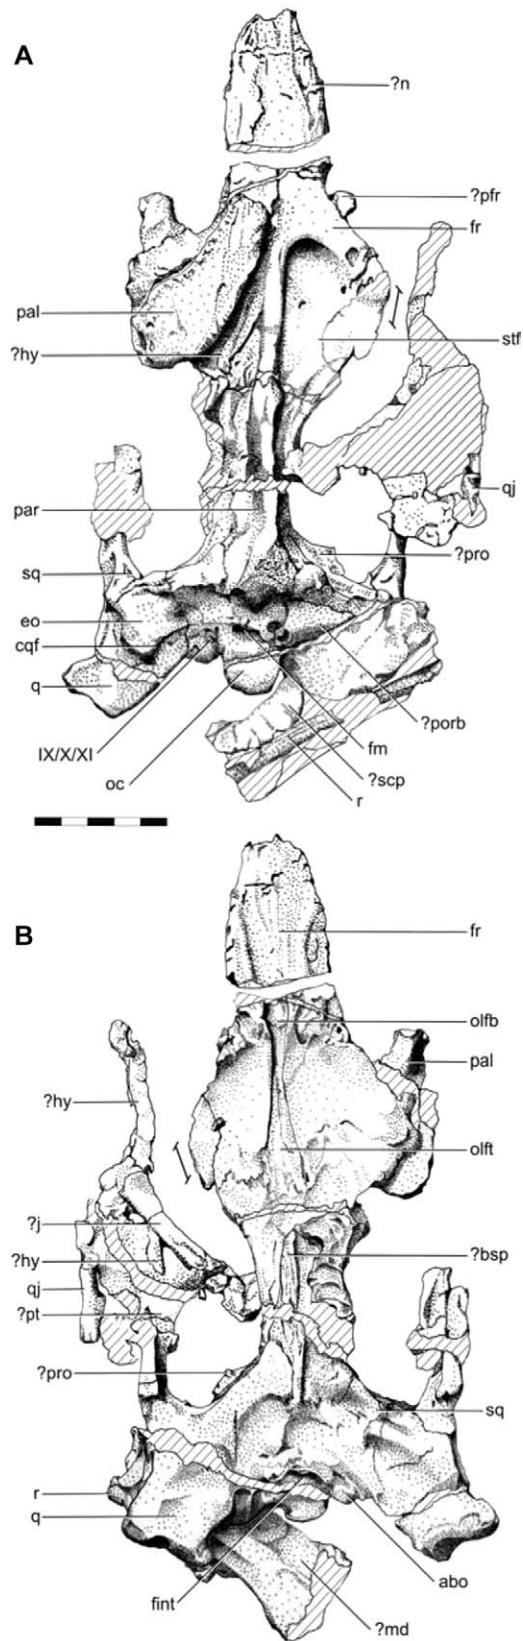 A
?n
?pfr
fr
pal
stf
?hy
qj
par
?pro
sq
eo
cqf
q
?porb
IX/X/XI
fm
oc
?scp
r
B
fr
olfb
pal
?hy
olft
?j
?bsp
?hy
qj
?pt
?pro
sq
r
q
abo
fint
?md